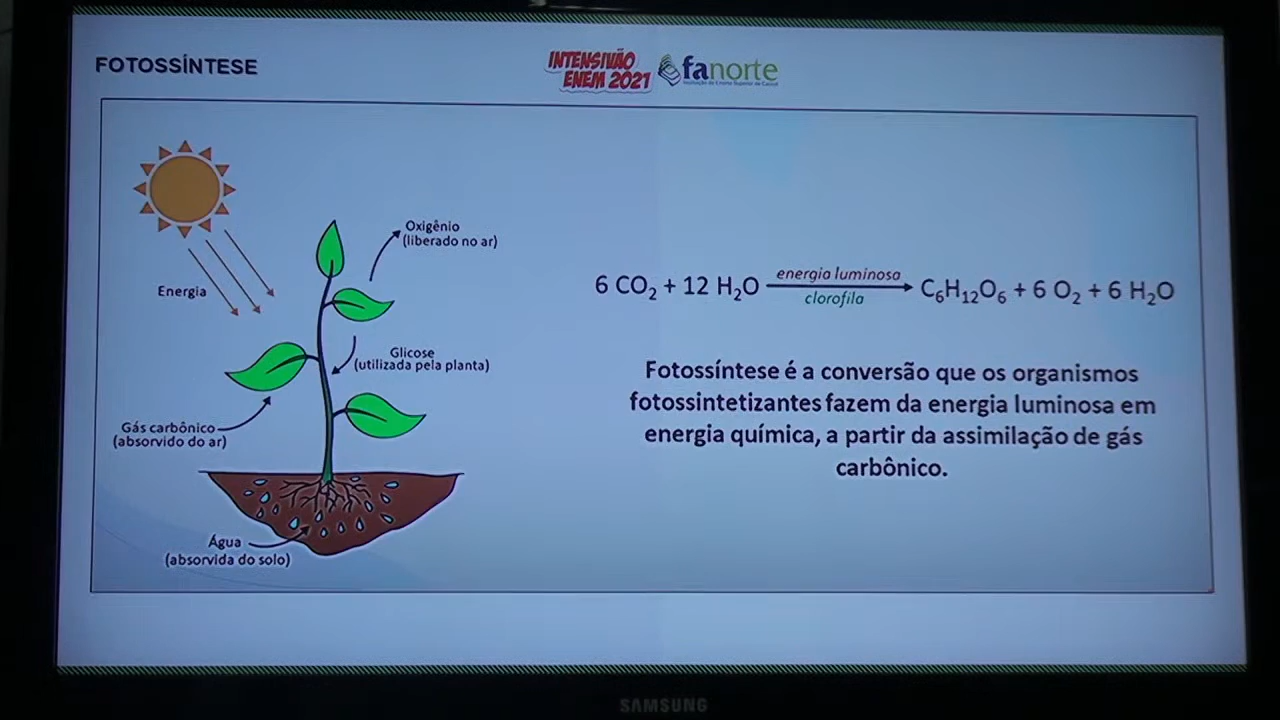 FOTOSSÍNTESE
INTENSIVÃO
ENEM 2021
fanorte
Oxigênio
(liberado no ar)
Energia
Glicose
(utilizada pela planta)
Gás carbônico
(absorvido do ar)
Água
(absorvida do solo)
6 CO₂ + 12 H₂O energia luminosa clorofila C₆H₁₂O₆ + 6 O₂ + 6 H₂O
Fotossíntese é a conversão que os organismos
fotossintetizantes fazem da energia luminosa em
energia química, a partir da assimilação de gás
carbônico.
SAMSUNG